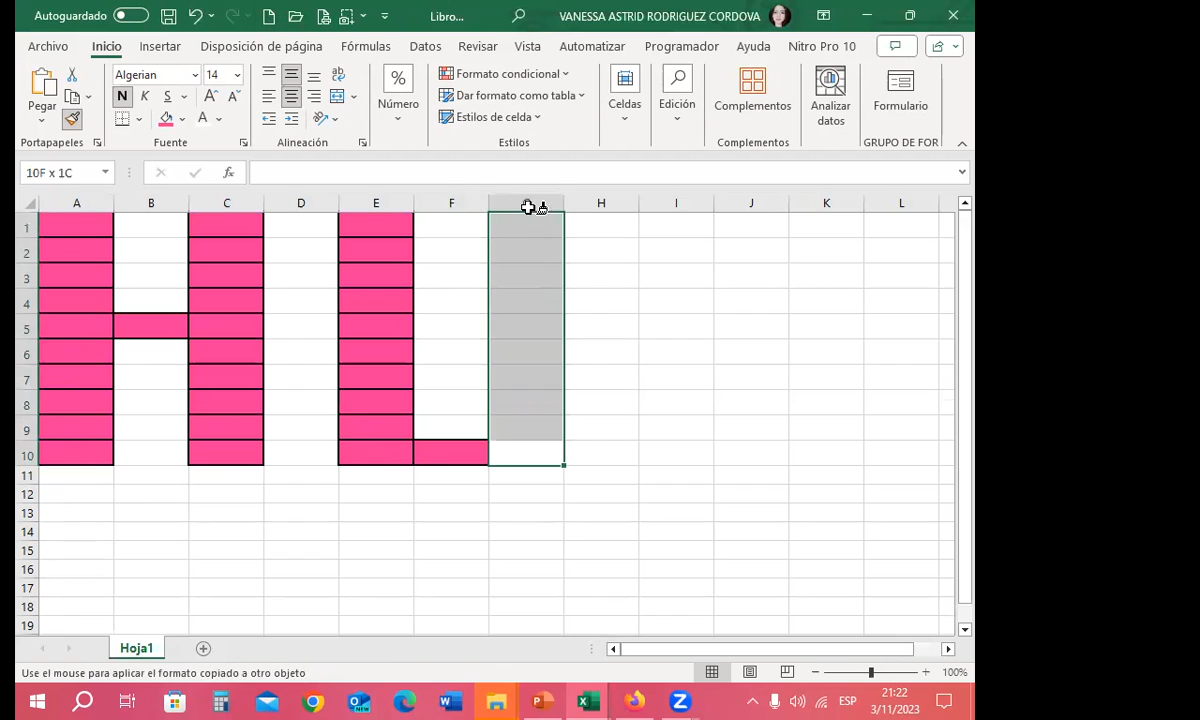 Autoguardado Libro... VANESSA ASTRID RODRIGUEZ CORDOVA
Archivo Inicio Insertar Disposición de página Fórmulas Datos Revisar Vista Automatizar Programador Ayuda Nitro Pro 10
Pegar
Portapapeles
Algerian 14
N K S
Fuente
Alineación
%
Número
Formato condicional
Dar formato como tabla
Estilos de celda
Estilos
Celdas
Edición
Complementos
Complementos
Analizar
datos
Formulario
GRUPO DE FOR
10F x 1C fx
A B C D E F H I J K L
1
2
3
4
5
6
7
8
9
10
11
12
13
14
15
16
17
18
19
Hoja1
Use el mouse para aplicar el formato copiado a otro objeto 100%
ESP 21:22
3/11/2023